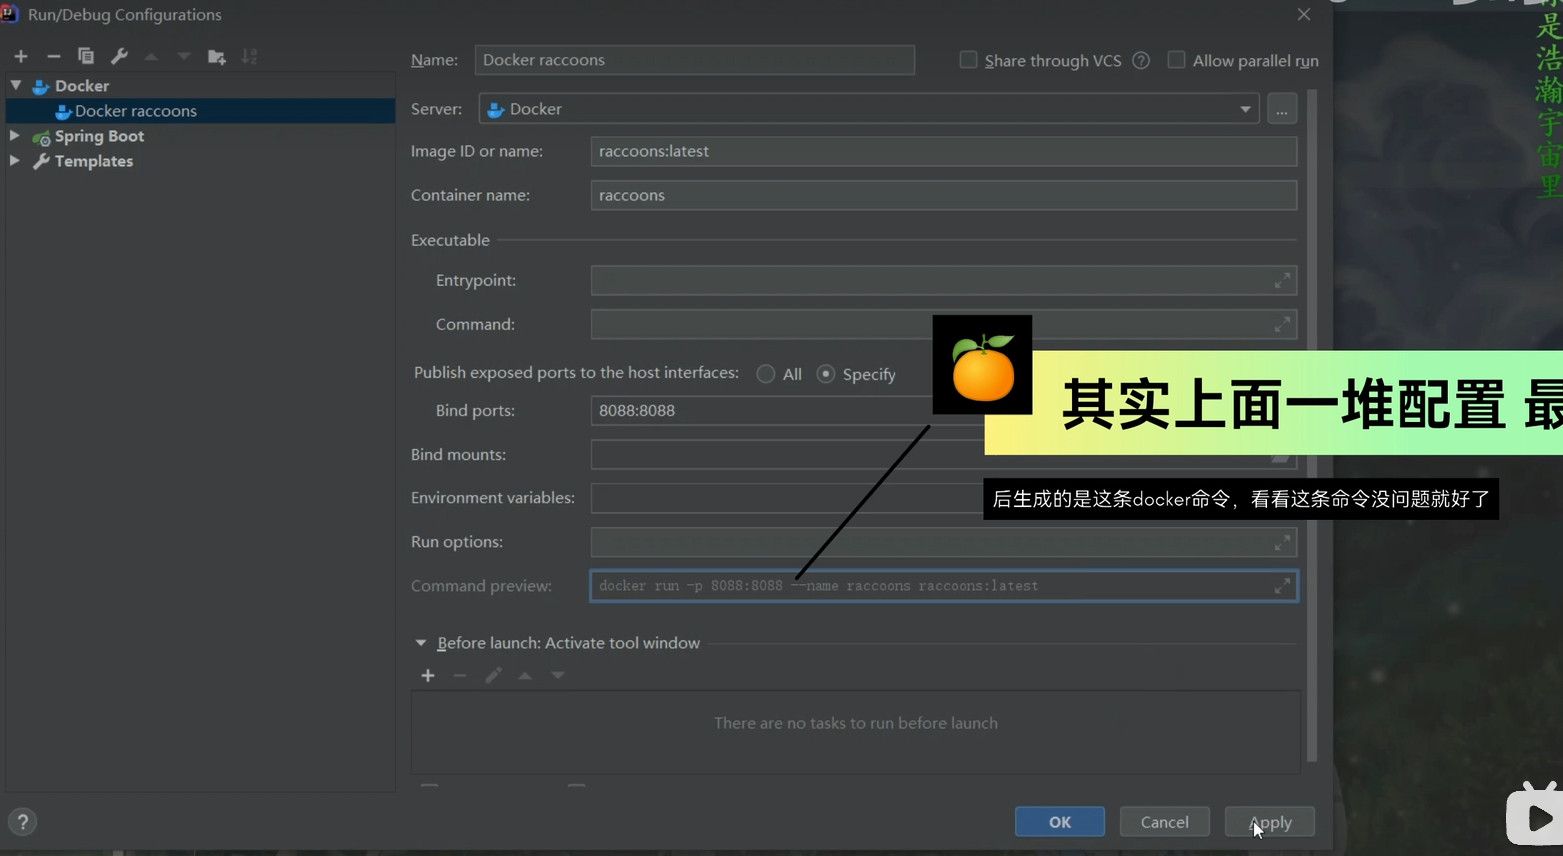 Run/Debug Configurations
Name: Docker raccoons
Share through VCS
Allow parallel run
Docker
Docker raccoons
Spring Boot
Templates
Server: Docker
...
Image ID or name: raccoons:latest
Container name: raccoons
Executable
Entrypoint:
Command:
Publish exposed ports to the host interfaces: All Specify
Bind ports: 8088:8088
Bind mounts:
Environment variables:
Run options:
Command preview: docker run -p 8088:8088 --name raccoons raccoons:latest
Before launch: Activate tool window
There are no tasks to run before launch
OK
Cancel
Apply
其实上面一堆配置 最
后生成的是这条docker命令，看看这条命令没问题就好了
是浩瀚宇宙里